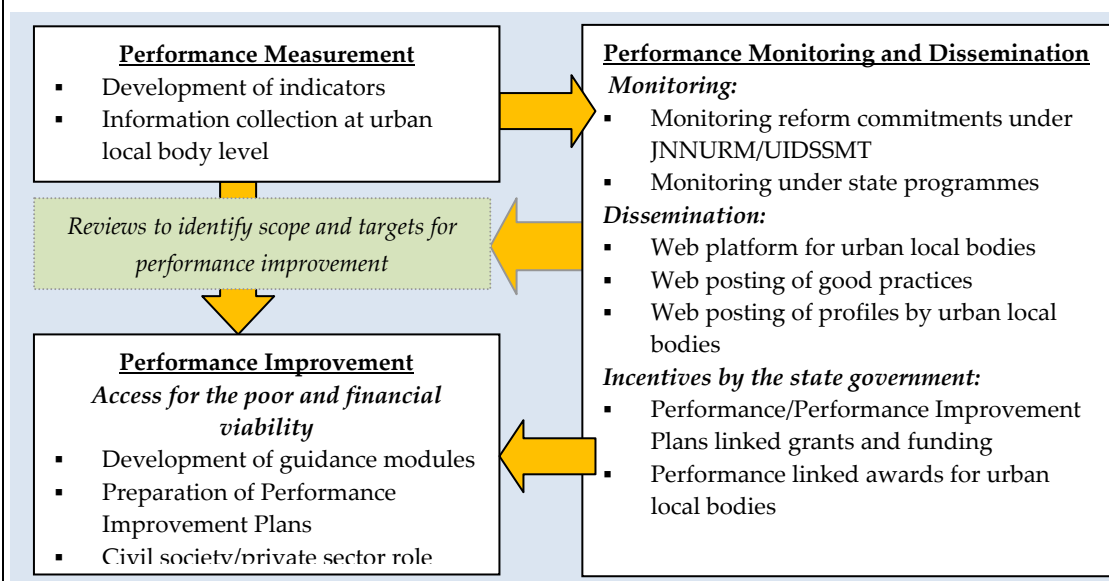 Performance Measurement
▪ Development of indicators
▪ Information collection at urban
local body level
Reviews to identify scope and targets for
performance improvement
Performance Improvement
Access for the poor and financial
viability
▪ Development of guidance modules
▪ Preparation of Performance
Improvement Plans
▪ Civil society/private sector role
Performance Monitoring and Dissemination
Monitoring:
▪ Monitoring reform commitments under
JNNURM/UIDSSMT
▪ Monitoring under state programmes
Dissemination:
▪ Web platform for urban local bodies
▪ Web posting of good practices
▪ Web posting of profiles by urban local
bodies
Incentives by the state government:
▪ Performance/Performance Improvement
Plans linked grants and funding
▪ Performance linked awards for urban
local bodies